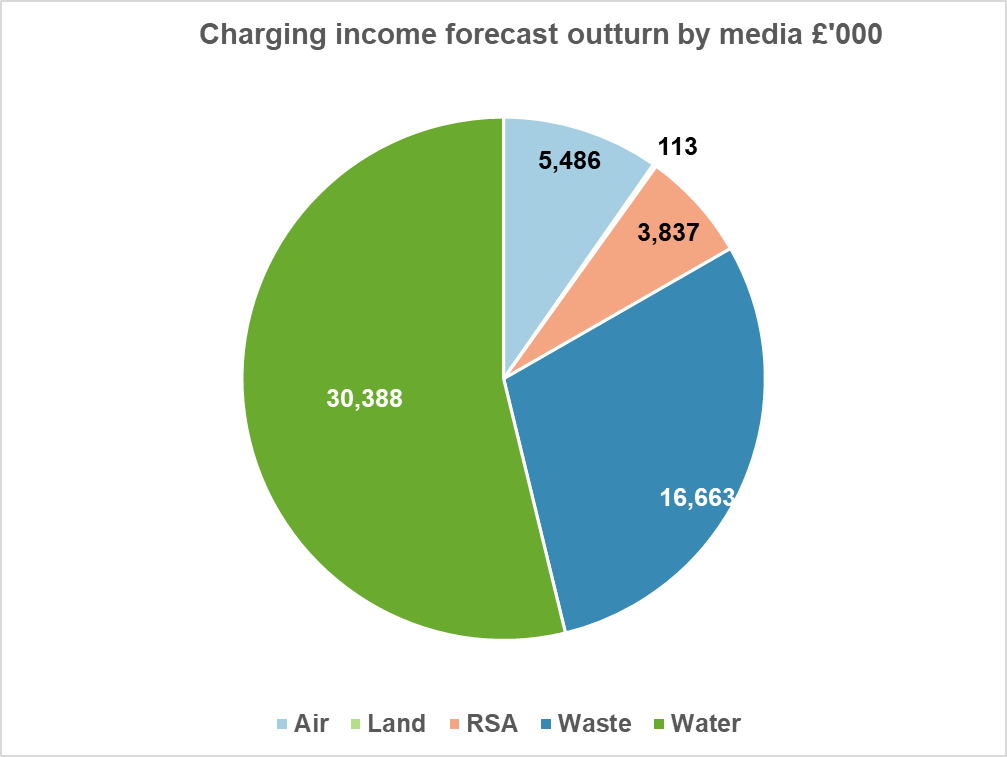 Charging income forecast outturn by media £'000
5,486
113
3,837
30,388
16,663
Air Land RSA Waste Water